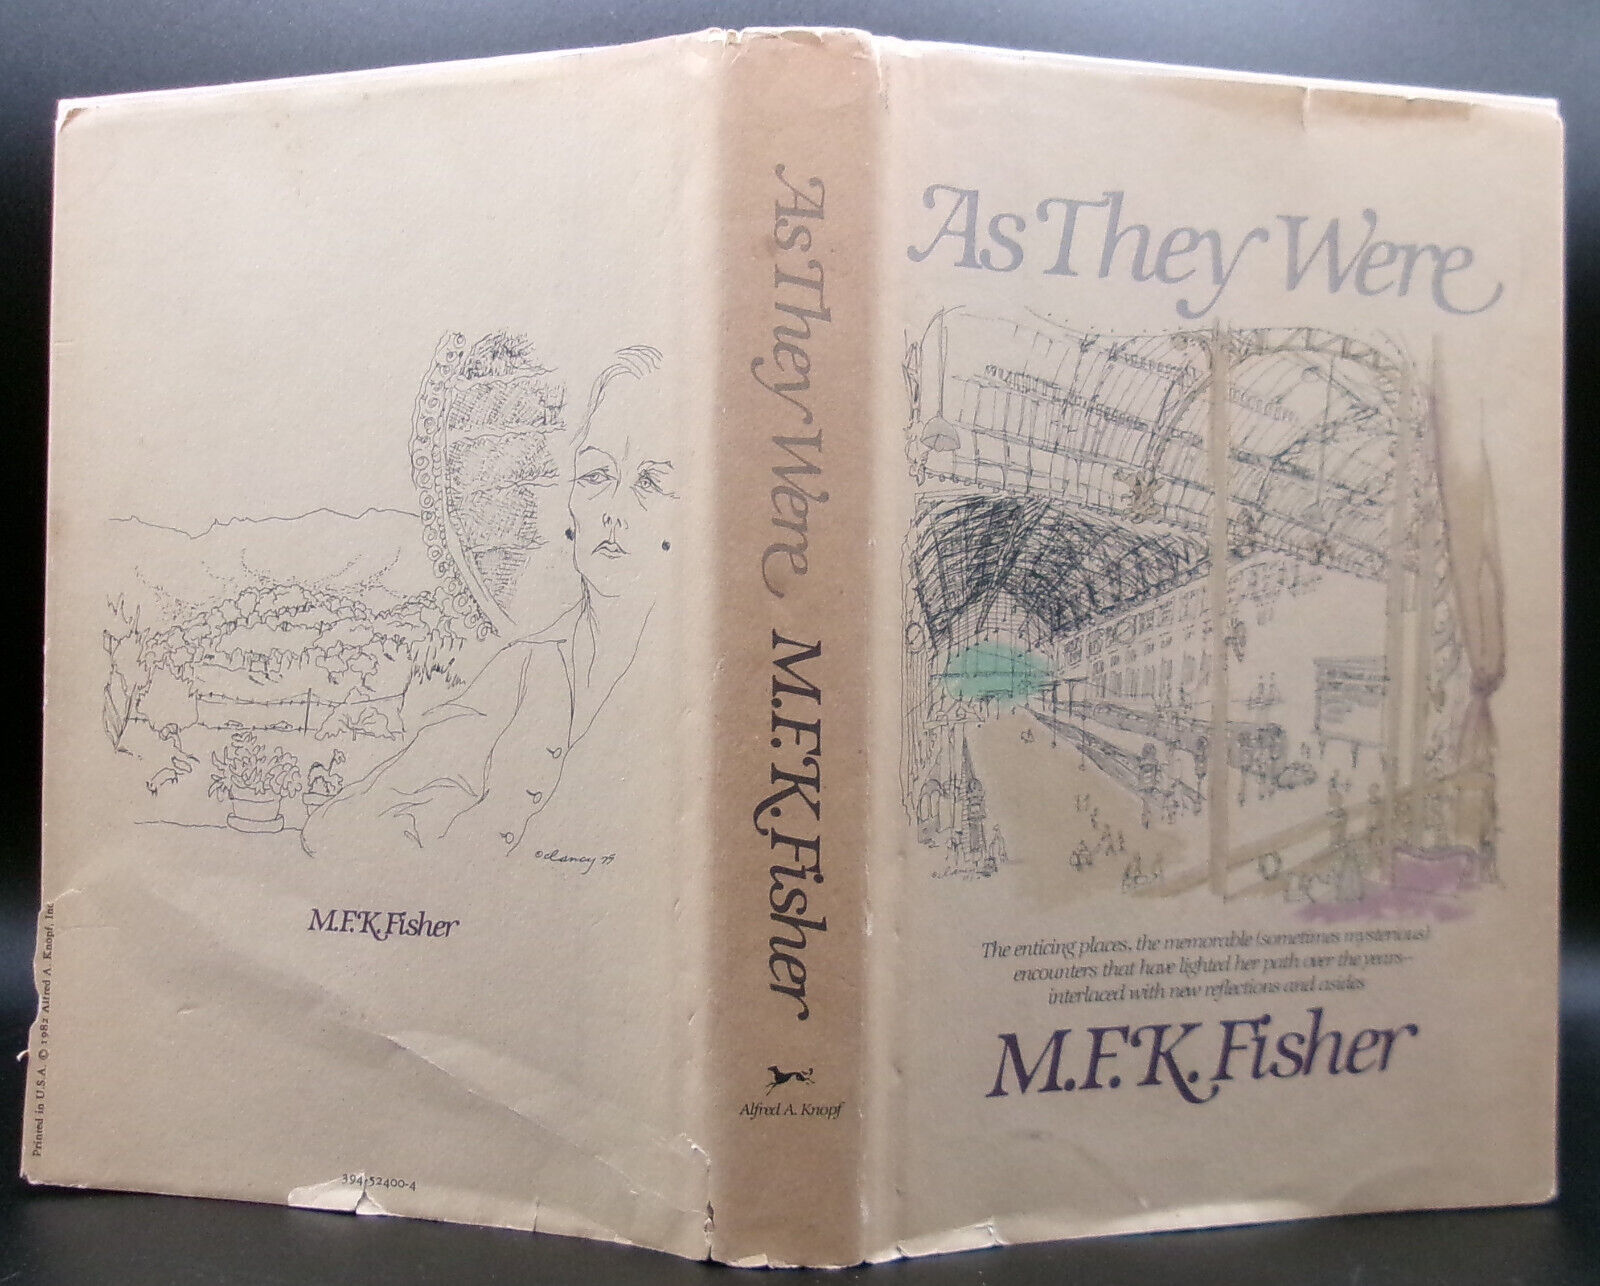 M.F.K. Fisher
Printed in U.S.A. © 1982 Alfred A. Knopf, Inc
394-52400-4
As They Were M.F.K. Fisher
Alfred A. Knopf
As They Were
The enticing places, the memorable (sometimes mysterious)
encounters that have lighted her path over the years—
interlaced with new reflections and asides
M.F.K. Fisher
©Clancy 75